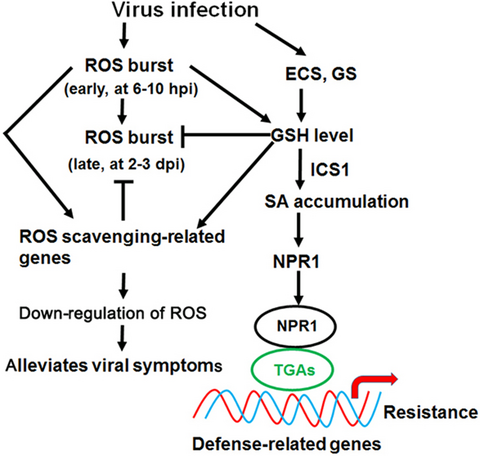 Virus infection
ROS burst
(early, at 6-10 hpi)
ECS, GS
ROS burst
(late, at 2-3 dpi)
GSH level
ICS1
SA accumulation
ROS scavenging-related
genes
NPR1
Down-regulation of ROS
NPR1
Alleviates viral symptoms
TGAs
Resistance
Defense-related genes